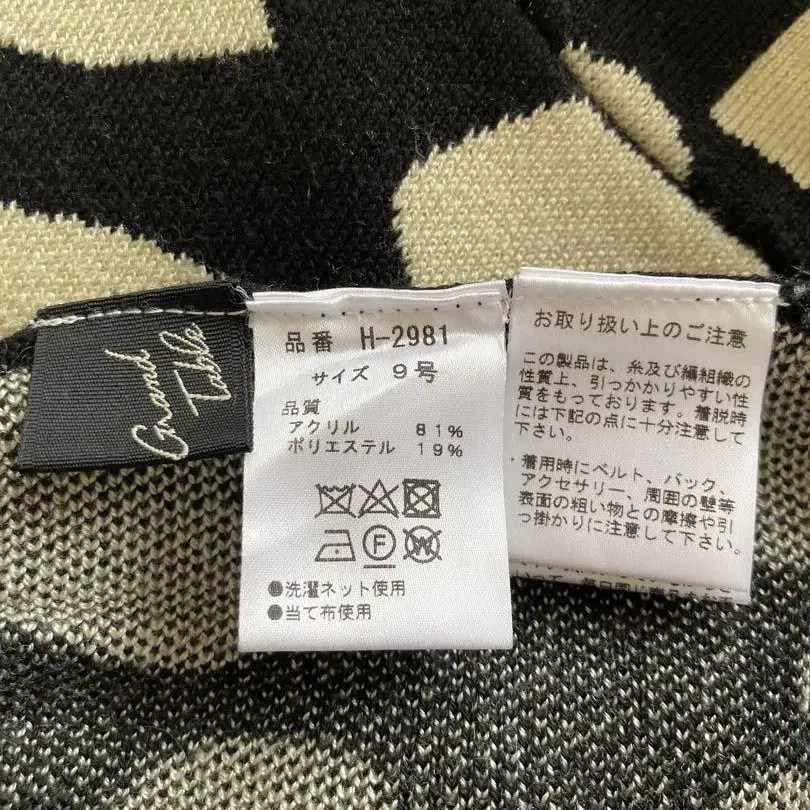 Grand
Table
品番 H-2981
サイズ 9号
品質
アクリル 81%
ポリエステル 19%
F
W
●洗濯ネット使用
●当て布使用
お取り扱い上のご注意
この製品は、糸及び編組織の
性質上、引っかかりやすい性
質をもっております。着脱時
には下記の点に十分注意して
下さい。
・着用時にベルト、バック、
アクセサリー、周囲の壁等
表面の粗い物との摩擦や引
っ掛かりに注意して下さい。